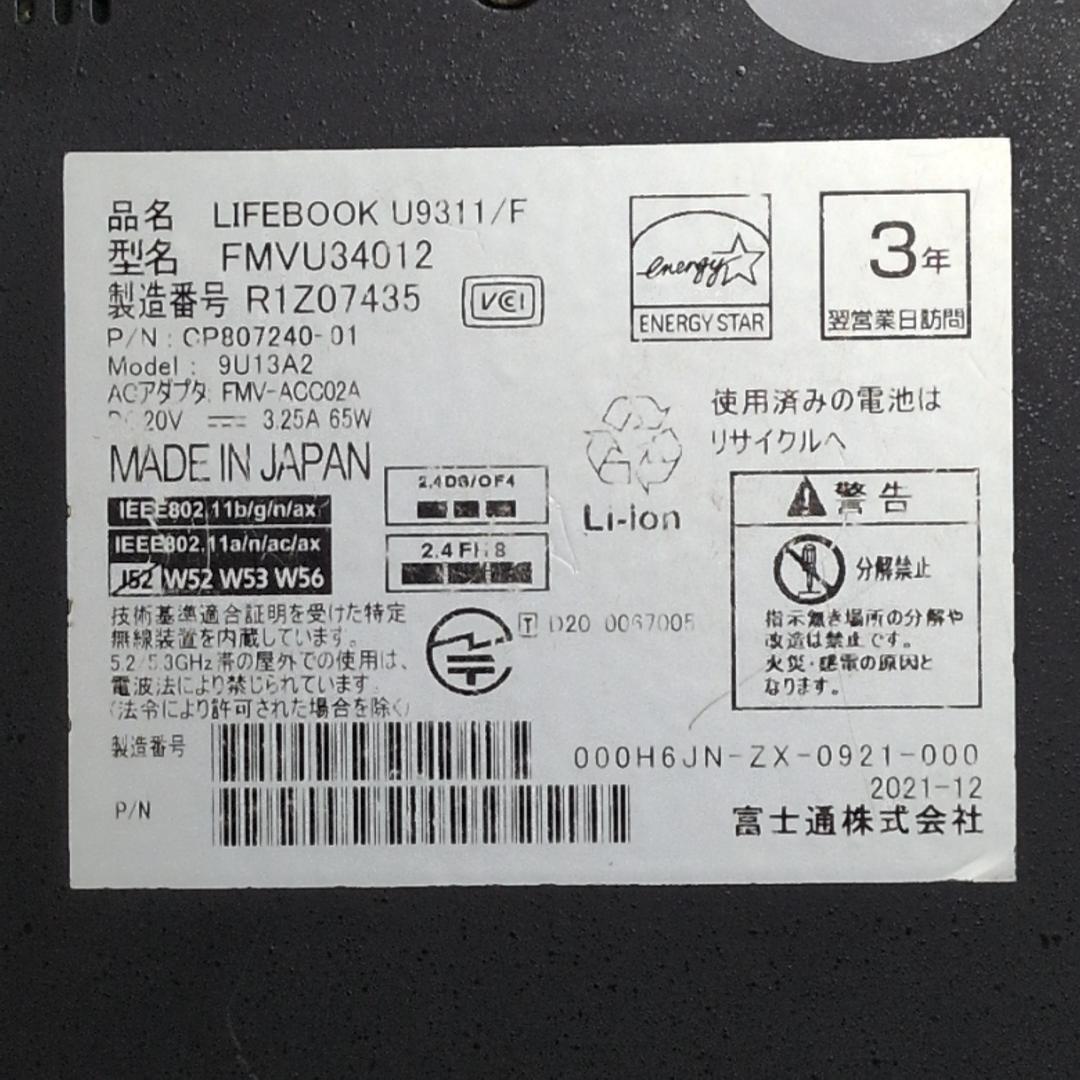 品名 LIFEBOOK U9311/F
型名 FMVU34012
製造番号 R1Z07435
VCCI
P/N : CP807240-01
Model : 9U13A2
ACアダプタ: FMV-ACC02A
DC 20V 3.25A 65W
MADE IN JAPAN
energy
ENERGY STAR
3年
翌営業日訪問
使用済みの電池は
リサイクルへ
Li-ion
2.4DS/OF4
2.4FH8
IEEE802.11b/g/n/ax
IEEE802.11a/n/ac/ax
J52 W52 W53 W56
警告
分解禁止
指示無き場所の分解や
改造は禁止です。
火災・感電の原因と
なります。
技術基準適合証明を受けた特定
無線装置を内蔵しています。
5.2/5.3GHz帯の屋外での使用は、
電波法により禁じられています
(法令により許可された場合を除く)
T D20 0067005
製造番号
P/N
000H6JN-ZX-0921-000
2021-12
富士通株式会社